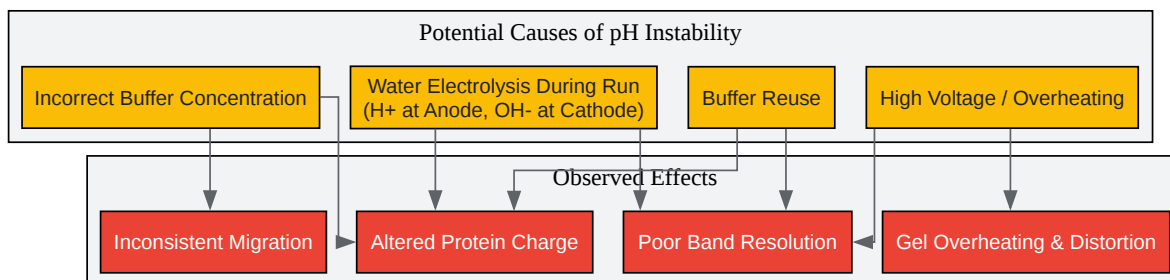 Potential Causes of pH Instability
Incorrect Buffer Concentration
Water Electrolysis During Run
(H+ at Anode, OH- at Cathode)
Buffer Reuse
High Voltage / Overheating
Observed Effects
Inconsistent Migration
Altered Protein Charge
Poor Band Resolution
Gel Overheating & Distortion